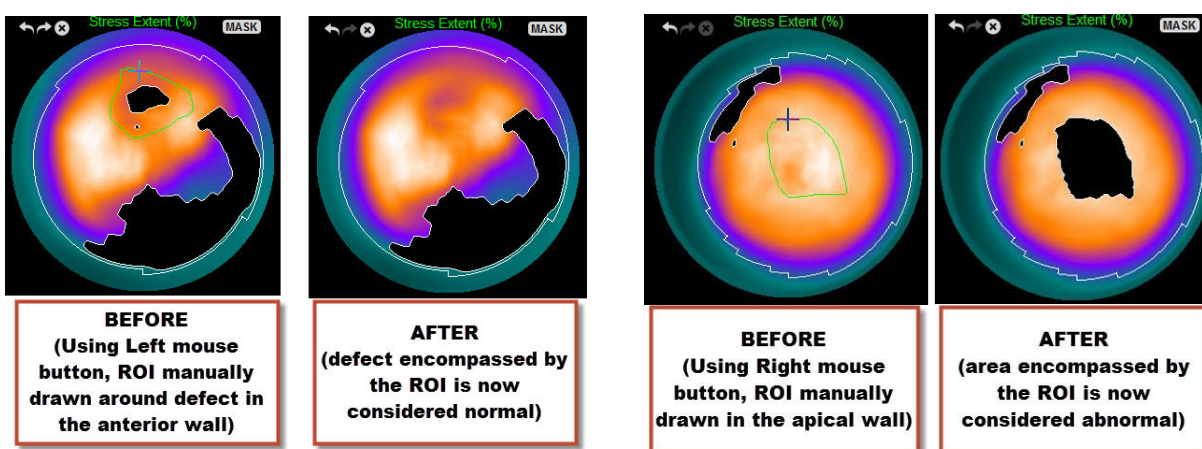 Stress Extent (%)
MASK
Stress Extent (%)
MASK
Stress Extent (%)
MASK
Stress Extent (%)
MASK
BEFORE
(Using Left mouse
button, ROI manually
drawn around defect in
the anterior wall)
AFTER
(defect encompassed by
the ROI is now
considered normal)
BEFORE
(Using Right mouse
button, ROI manually
drawn in the apical wall)
AFTER
(area encompassed by
the ROI is now
considered abnormal)